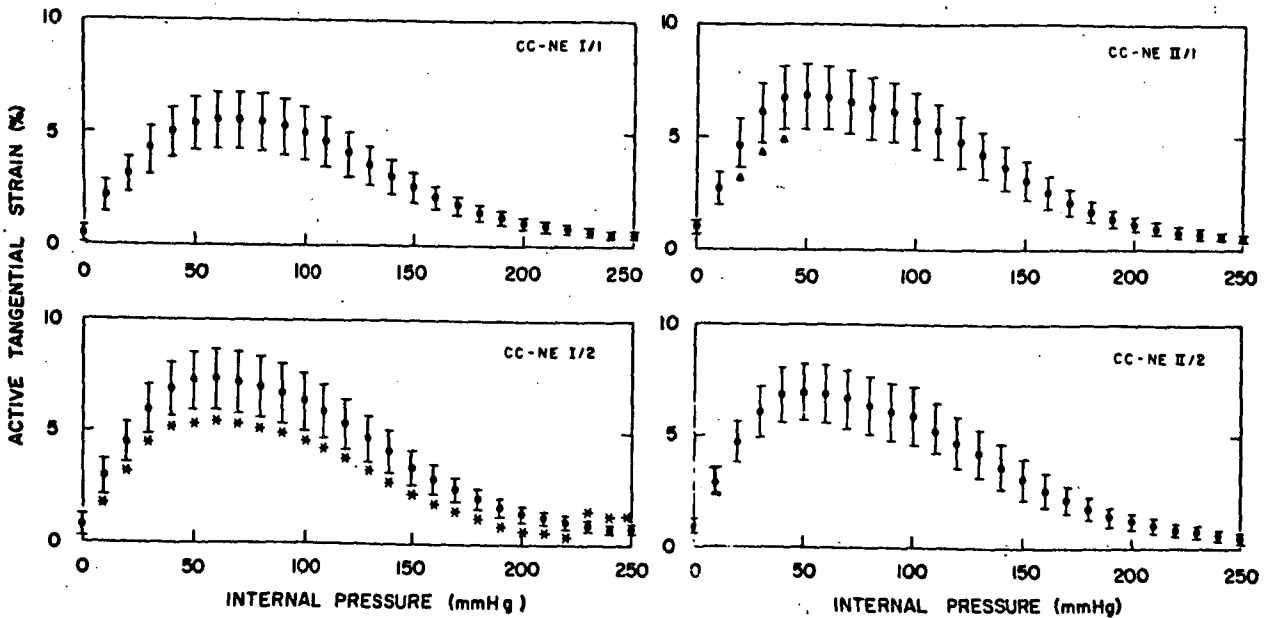 ACTIVE TANGENTIAL STRAIN (%)
10
5
0
CC-NE I/1
0 50 100 150 200 250
10
5
0
CC-NE II/1
0 50 100 150 200 250
10
5
0
CC-NE I/2
0 50 100 150 200 250
INTERNAL PRESSURE (mmHg)
10
5
0
CC-NE II/2
0 50 100 150 200 250
INTERNAL PRESSURE (mmHg)